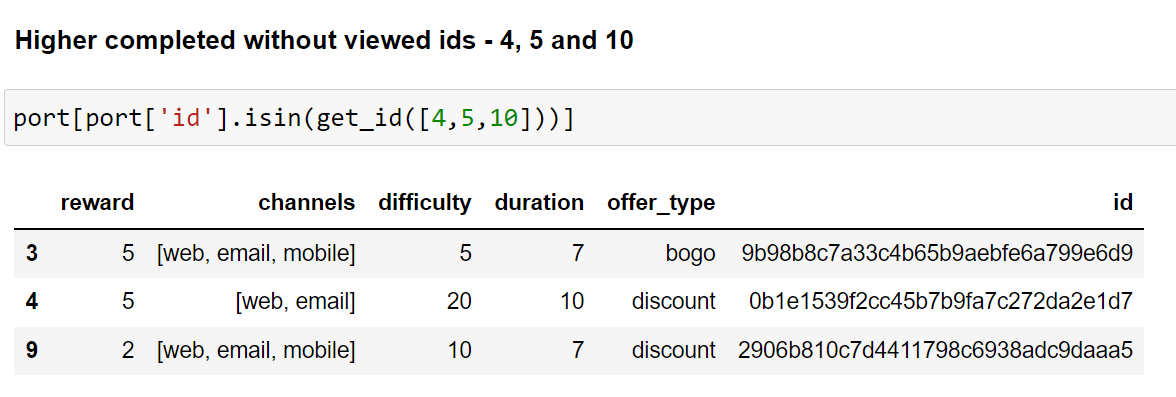 Higher completed without viewed ids - 4, 5 and 10
port[port['id'].isin(get_id([4,5,10]))]
reward channels difficulty duration offer_type id
3 5 [web, email, mobile] 5 7 bogo 9b98b8c7a33c4b65b9aebfe6a799e6d9
4 5 [web, email] 20 10 discount 0b1e1539f2cc45b7b9fa7c272da2e1d7
9 2 [web, email, mobile] 10 7 discount 2906b810c7d4411798c6938adc9daaa5